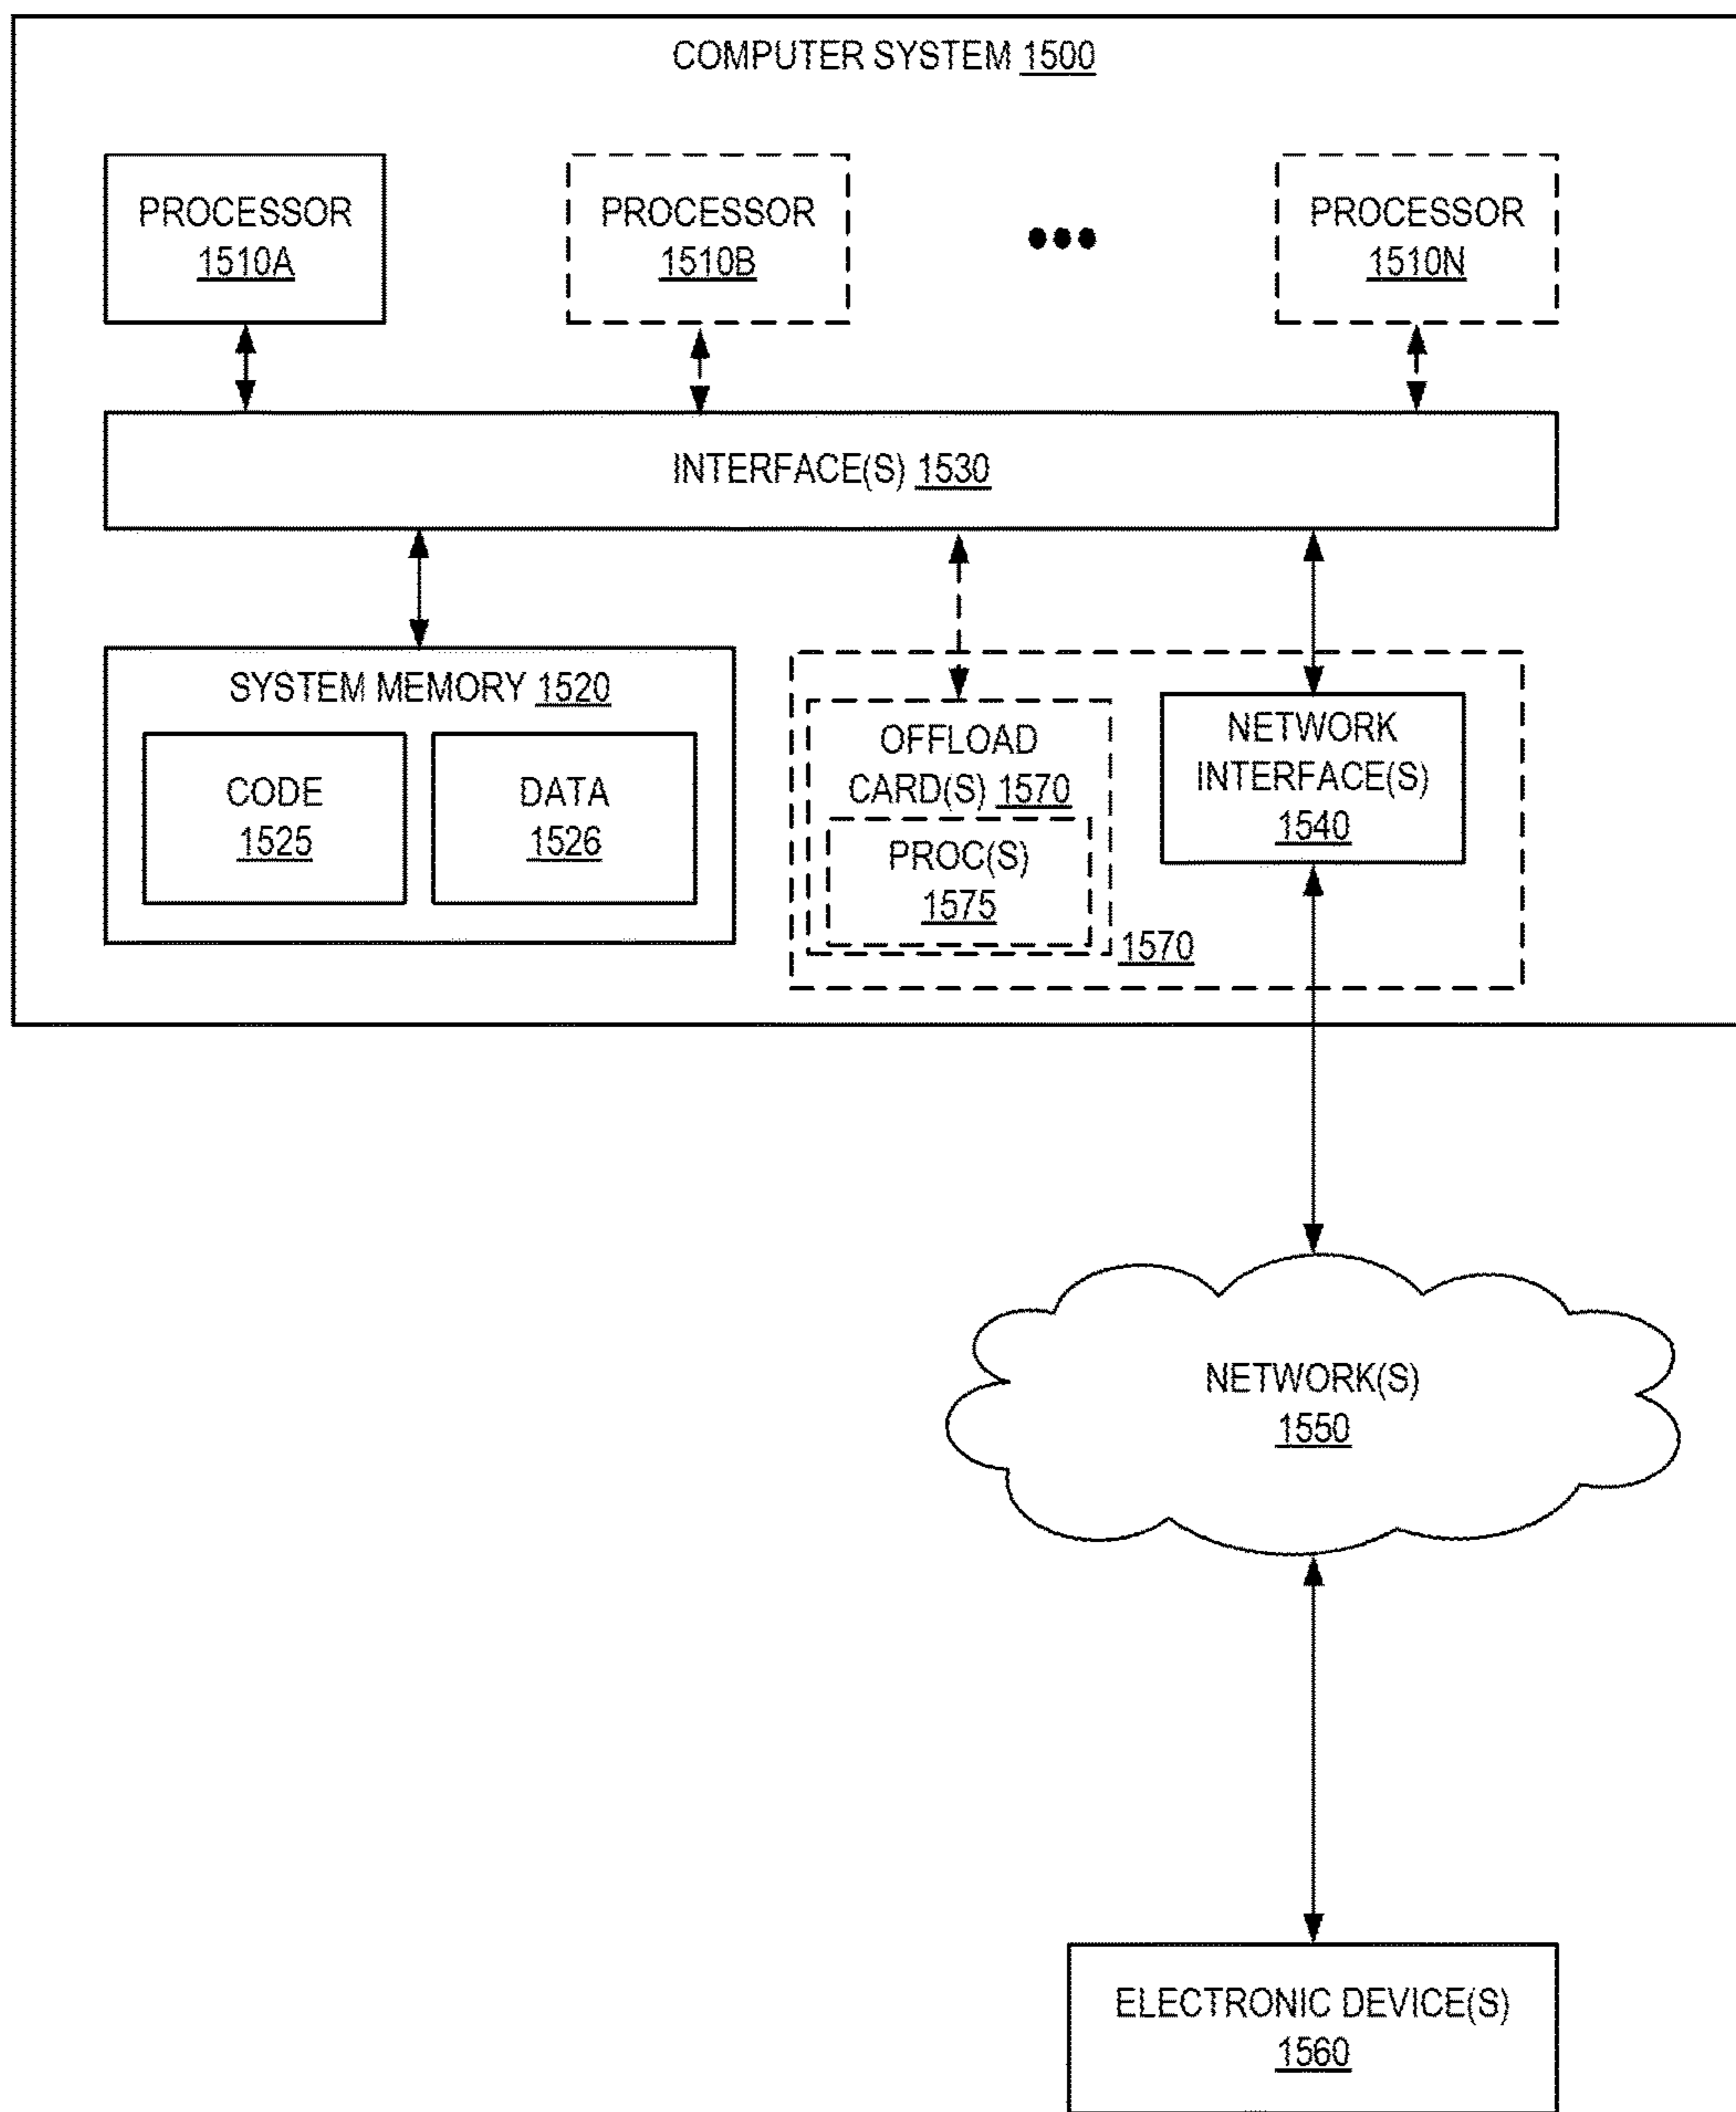 COMPUTER SYSTEM 1500
PROCESSOR
1510A
PROCESSOR
1510B
•••
PROCESSOR
1510N
INTERFACE(S) 1530
SYSTEM MEMORY 1520
CODE
1525
DATA
1526
OFFLOAD
CARD(S) 1570
PROC(S)
1575
1570
NETWORK
INTERFACE(S)
1540
NETWORK(S)
1550
ELECTRONIC DEVICE(S)
1560